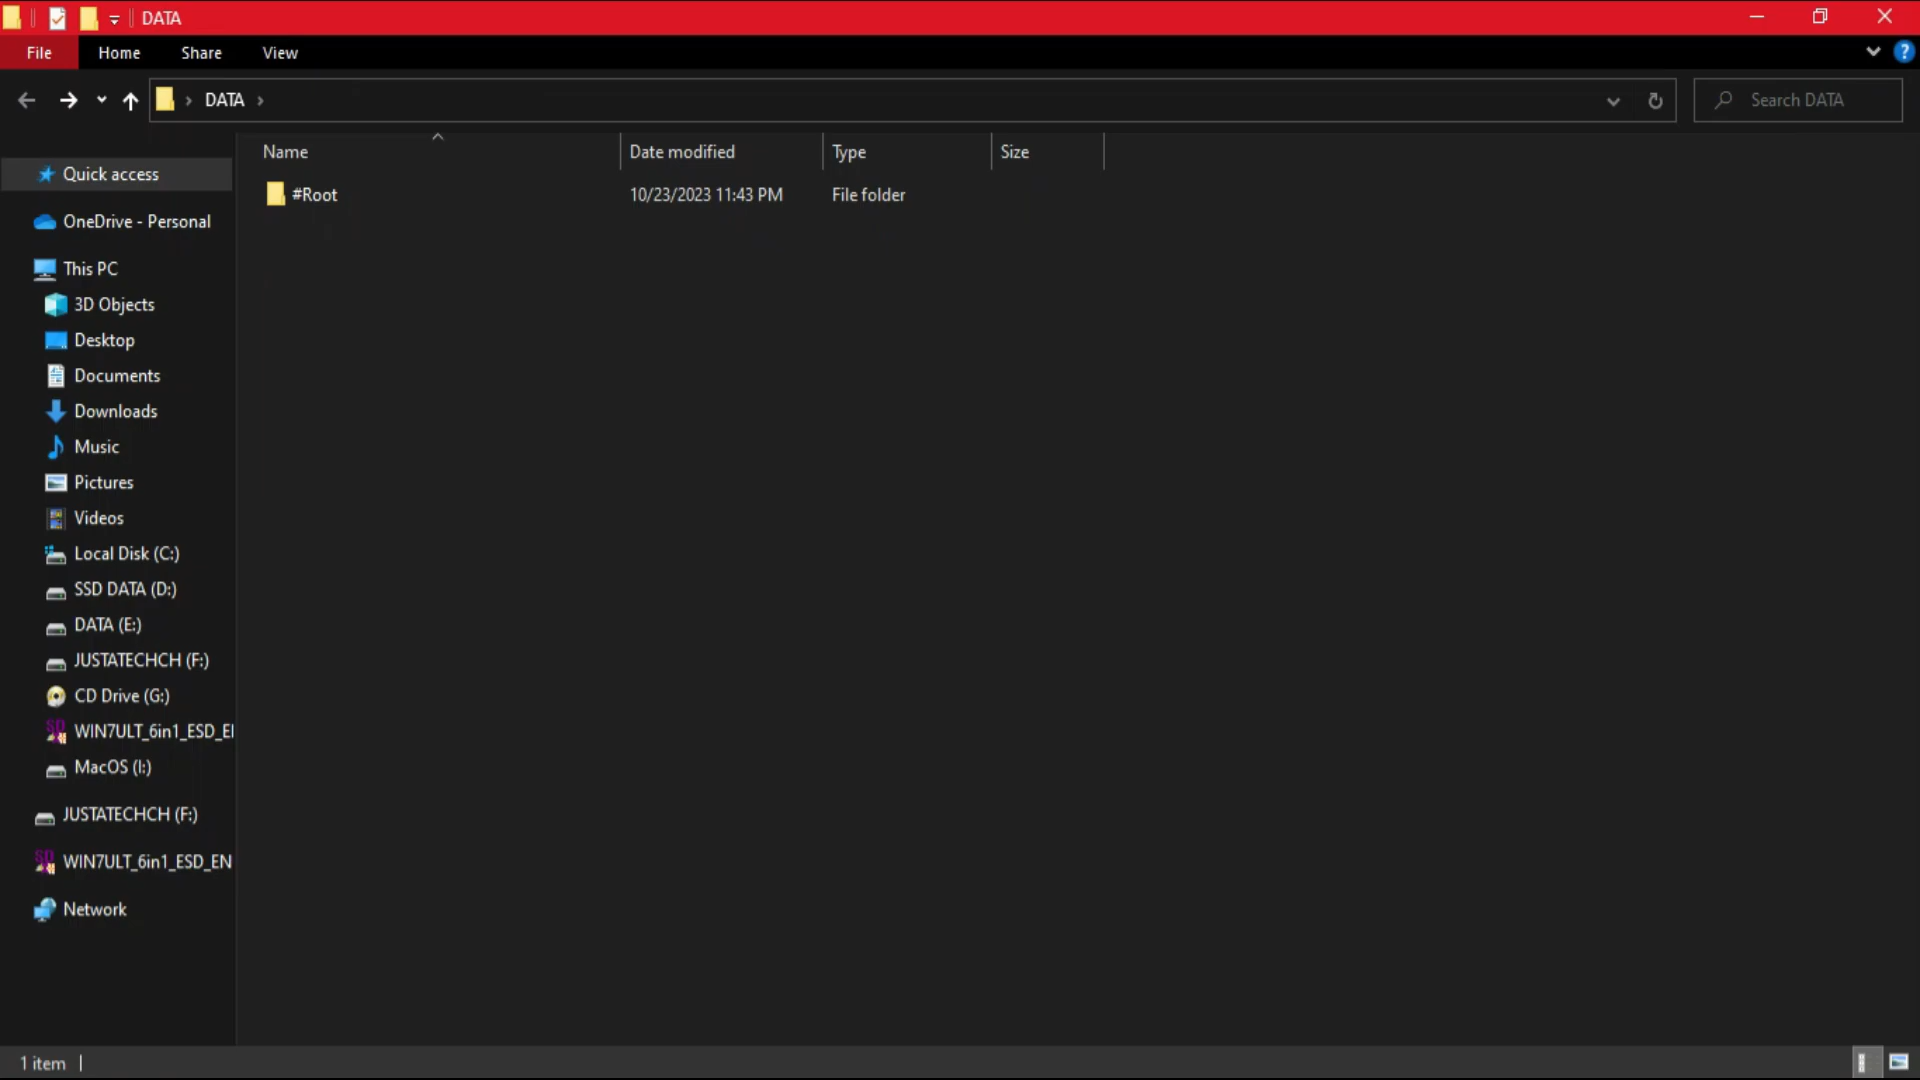 DATA
File Home Share View
DATA
Search DATA
Name Date modified Type Size
#Root 10/23/2023 11:43 PM File folder
Quick access
OneDrive - Personal
This PC
3D Objects
Desktop
Documents
Downloads
Music
Pictures
Videos
Local Disk (C:)
SSD DATA (D:)
DATA (E:)
JUSTATECHCH (F:)
CD Drive (G:)
WIN7ULT_6in1_ESD_E
MacOS (I:)
JUSTATECHCH (F:)
WIN7ULT_6in1_ESD_EN
Network
1 item